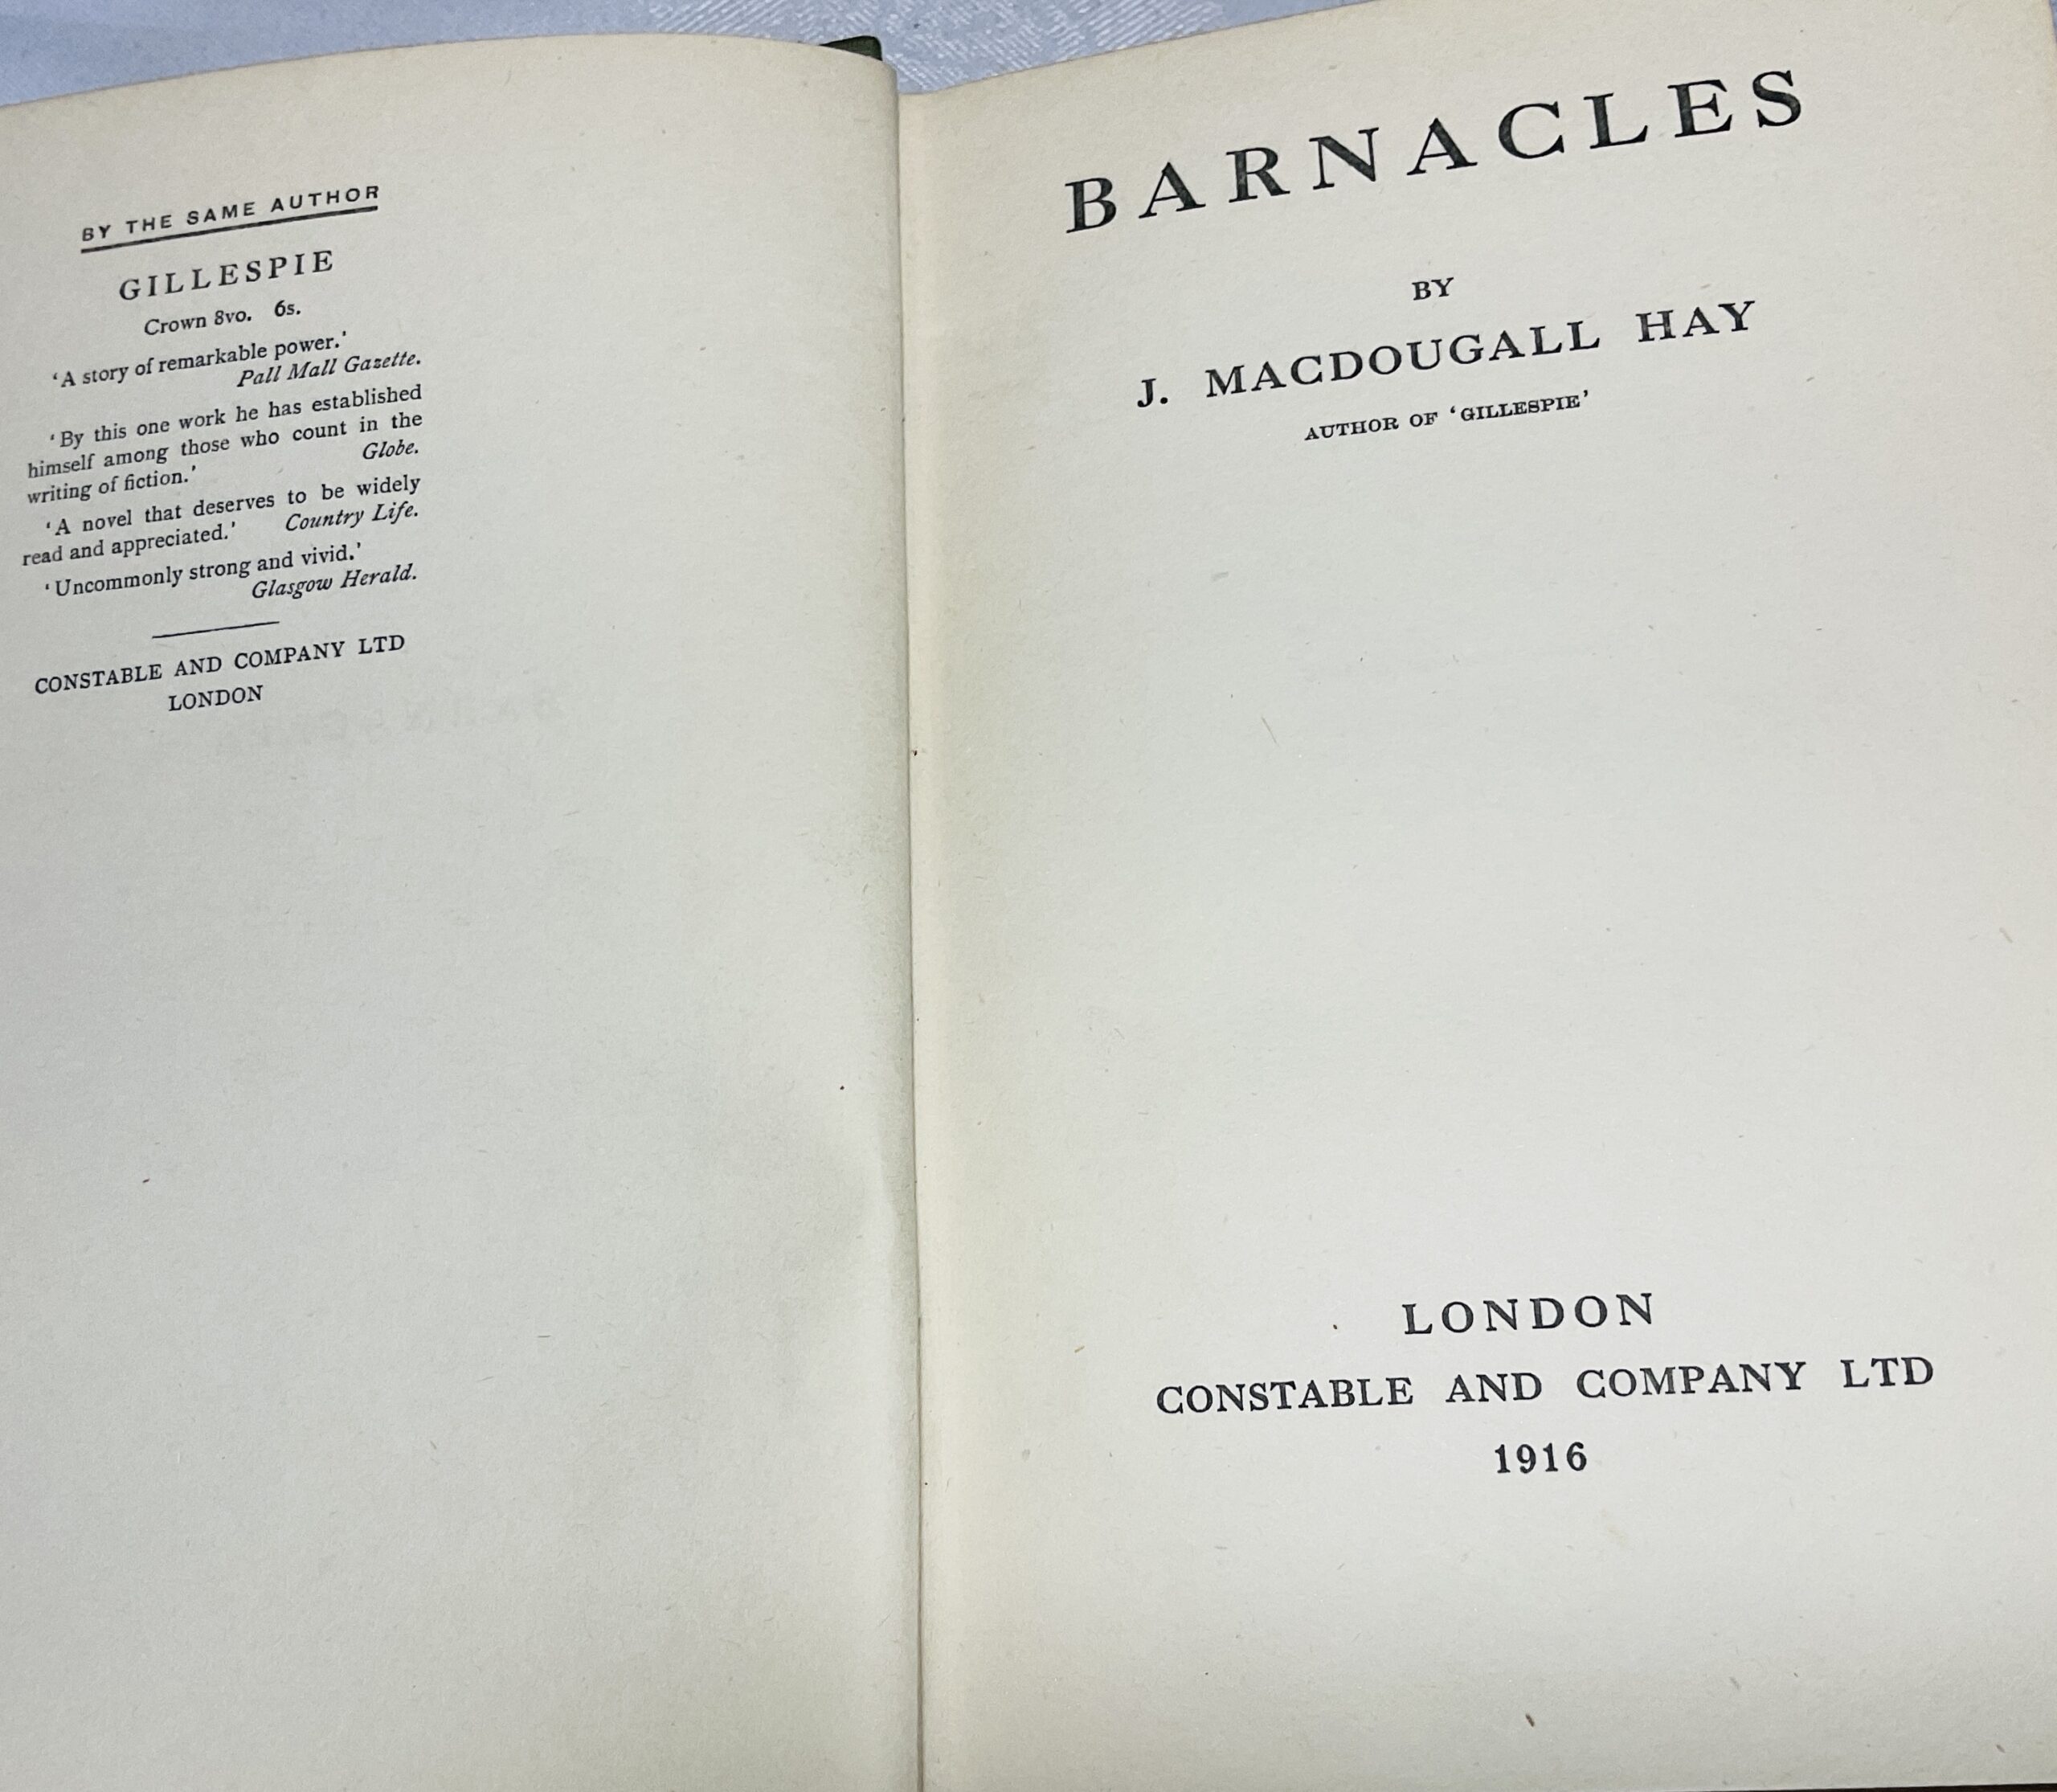 BY THE SAME AUTHOR
GILLESPIE
Crown 8vo. 6s.
‘A story of remarkable power.’
Pall Mall Gazette.
‘By this one work he has established
himself among those who count in the
writing of fiction.’ Globe.
‘A novel that deserves to be widely
read and appreciated.’ Country Life.
‘Uncommonly strong and vivid.’
Glasgow Herald.
CONSTABLE AND COMPANY LTD
LONDON
BARNACLES
BY
J. MACDOUGALL HAY
AUTHOR OF ‘GILLESPIE’
LONDON
CONSTABLE AND COMPANY LTD
1916